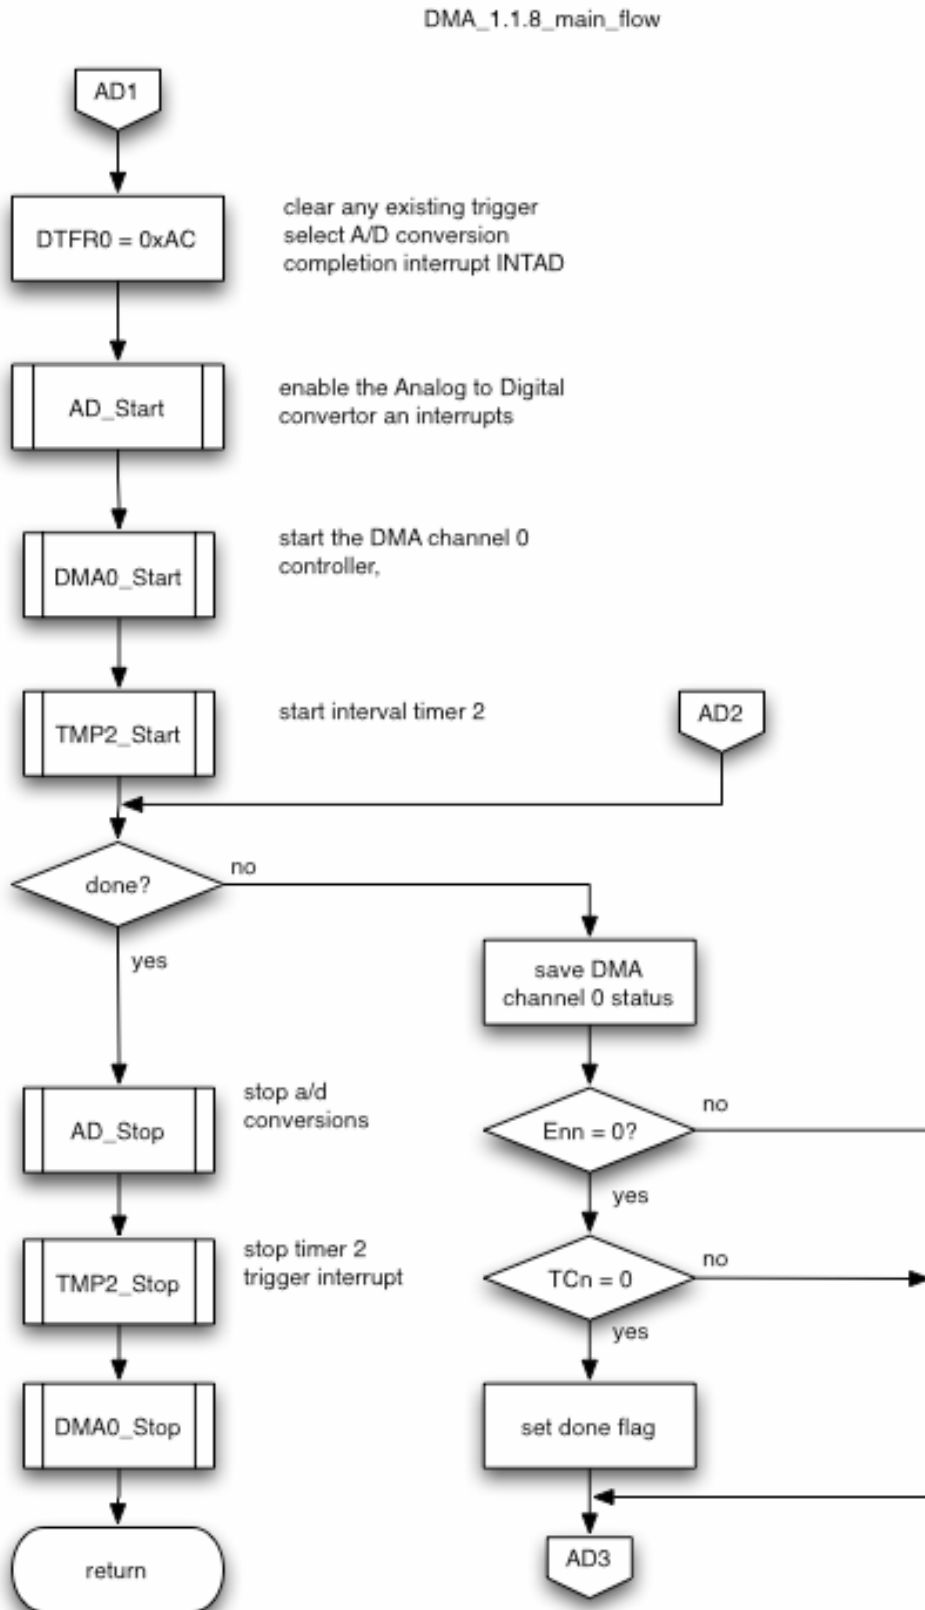 DMA_1.1.8_main_flow
AD1
DTFR0 = 0xAC
clear any existing trigger
select A/D conversion
completion interrupt INTAD
AD_Start
enable the Analog to Digital
convertor an interrupts
DMA0_Start
start the DMA channel 0
controller,
TMP2_Start
start interval timer 2
AD2
done?
no
yes
save DMA
channel 0 status
AD_Stop
stop a/d
conversions
Enn = 0?
no
yes
TMP2_Stop
stop timer 2
trigger interrupt
TCn = 0
no
yes
DMA0_Stop
set done flag
return
AD3